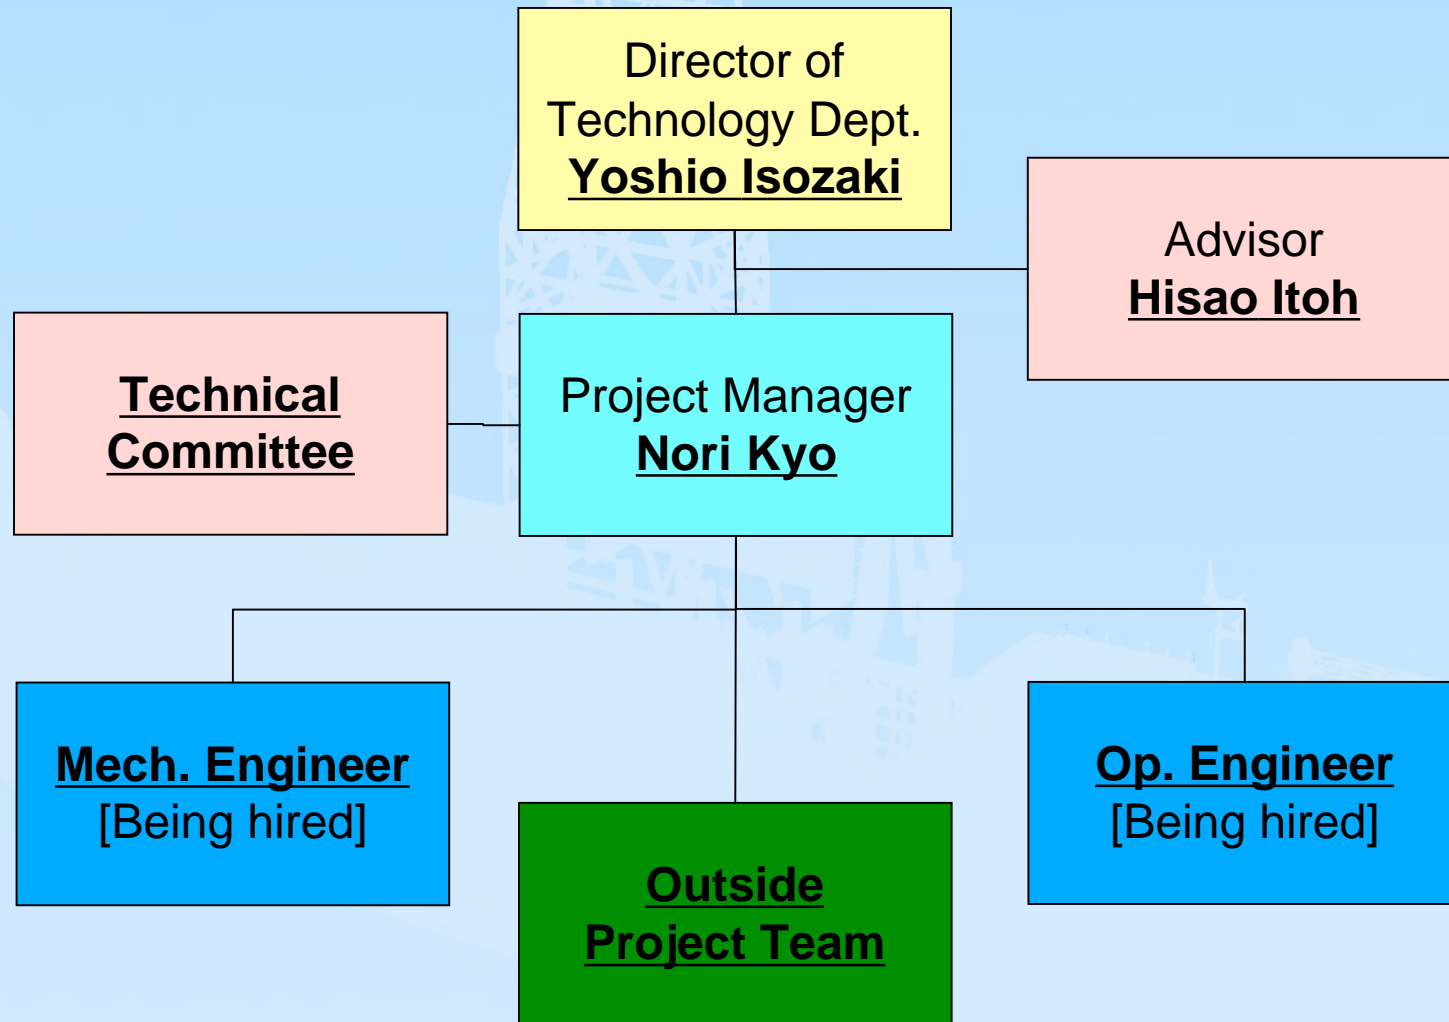 Director of
Technology Dept.
Yoshio Isozaki
Advisor
Hisao Itoh
Technical
Committee
Project Manager
Nori Kyo
Mech. Engineer
[Being hired]
Outside
Project Team
Op. Engineer
[Being hired]